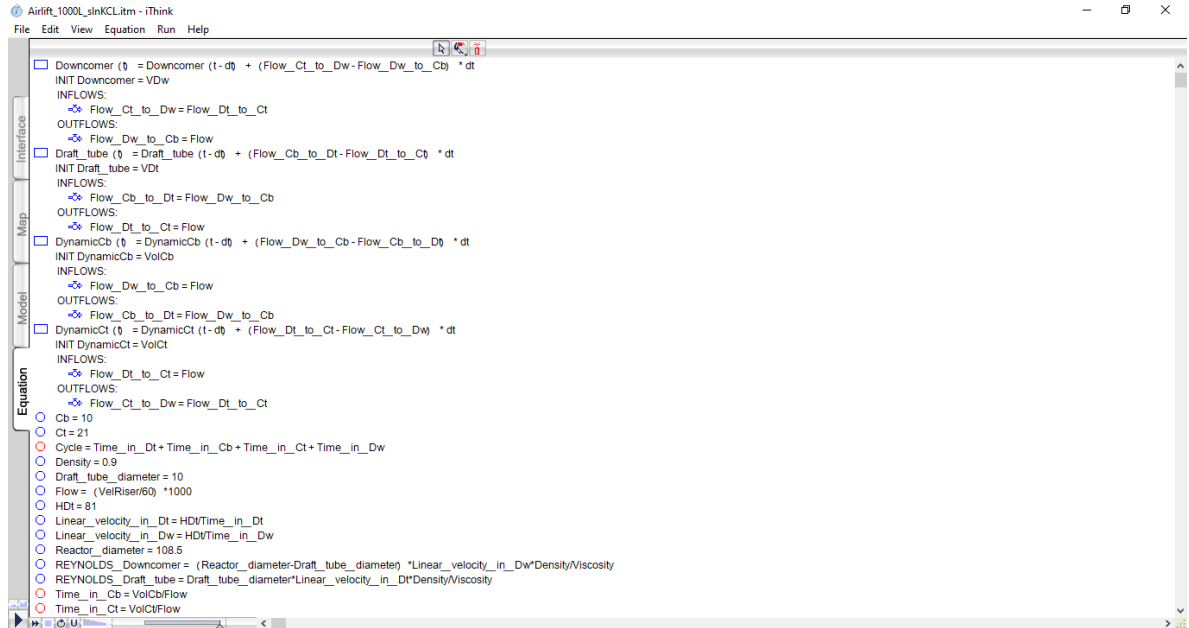 Airlift_1000L_slnKCL.itm - iThink
File Edit View Equation Run Help
Downcomer (t) = Downcomer (t - dt) + (Flow__Ct_to__Dw - Flow__Dw__to__Cb) * dt
INIT Downcomer = VDw
INFLOWS:
Flow__Ct__to__Dw = Flow__Dt__to__Ct
OUTFLOWS:
Flow__Dw__to__Cb = Flow
Draft__tube (t) = Draft__tube (t - dt) + (Flow__Cb__to__Dt - Flow__Dt__to__Ct) * dt
INIT Draft__tube = VDt
INFLOWS:
Flow__Cb__to__Dt = Flow__Dw__to__Cb
OUTFLOWS:
Flow__Dt__to__Ct = Flow
DynamicCb (t) = DynamicCb (t - dt) + (Flow__Dw__to__Cb - Flow__Cb__to__Dt) * dt
INIT DynamicCb = VolCb
INFLOWS:
Flow__Dw__to__Cb = Flow
OUTFLOWS:
Flow__Cb__to__Dt = Flow__Dw__to__Cb
DynamicCt (t) = DynamicCt (t - dt) + (Flow__Dt__to__Ct - Flow__Ct__to__Dw) * dt
INIT DynamicCt = VolCt
INFLOWS:
Flow__Dt__to__Ct = Flow
OUTFLOWS:
Flow__Ct__to__Dw = Flow__Dt__to__Ct
Cb = 10
Ct = 21
Cycle = Time__in__Dt + Time__in__Cb + Time__in__Ct + Time__in__Dw
Density = 0.9
Draft__tube__diameter = 10
Flow = (VelRiser/60) *1000
HDt = 81
Linear__velocity__in__Dt = HDt/Time__in__Dt
Linear__velocity__in__Dw = HDt/Time__in__Dw
Reactor__diameter = 108.5
REYNOLDS__Downcomer = (Reactor__diameter-Draft__tube__diameter) *Linear__velocity__in__Dw*Density/Viscosity
REYNOLDS__Draft__tube = Draft__tube__diameter*Linear__velocity__in__Dt*Density/Viscosity
Time__in__Cb = VolCb/Flow
Time__in__Ct = VolCt/Flow
Interface
Map
Model
Equation
U